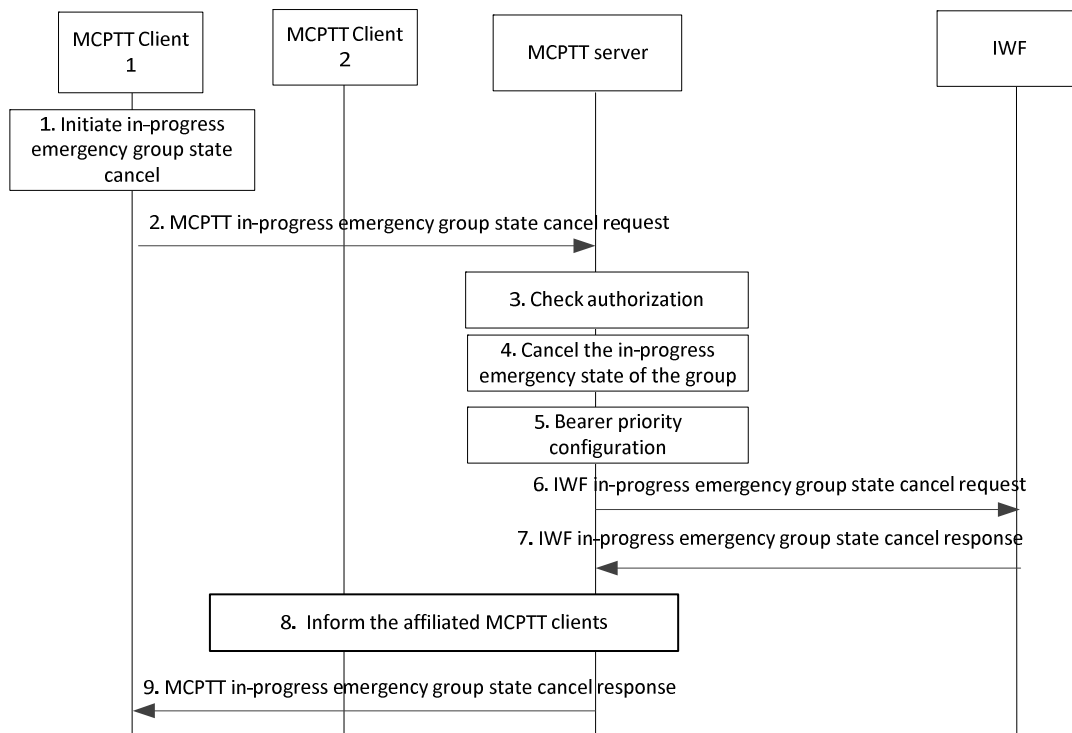 MCPTT Client
1
MCPTT Client
2
MCPTT server
IWF
1. Initiate in-progress
emergency group state
cancel
2. MCPTT in-progress emergency group state cancel request
3. Check authorization
4. Cancel the in-progress
emergency state of the group
5. Bearer priority
configuration
6. IWF in-progress emergency group state cancel request
7. IWF in-progress emergency group state cancel response
8. Inform the affiliated MCPTT clients
9. MCPTT in-progress emergency group state cancel response